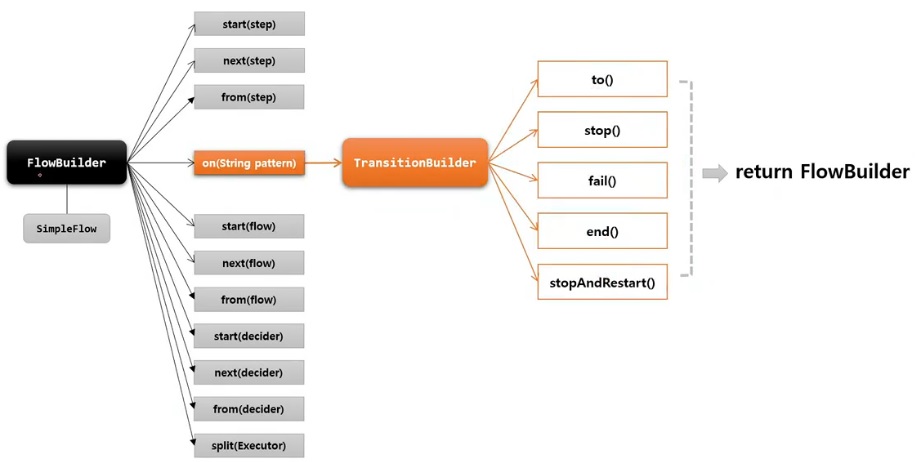 start(step)
next(step)
from(step)
FlowBuilder
on(String pattern)
TransitionBuilder
SimpleFlow
start(flow)
next(flow)
from(flow)
start(decider)
next(decider)
from(decider)
split(Executor)
to()
stop()
fail()
end()
stopAndRestart()
return FlowBuilder